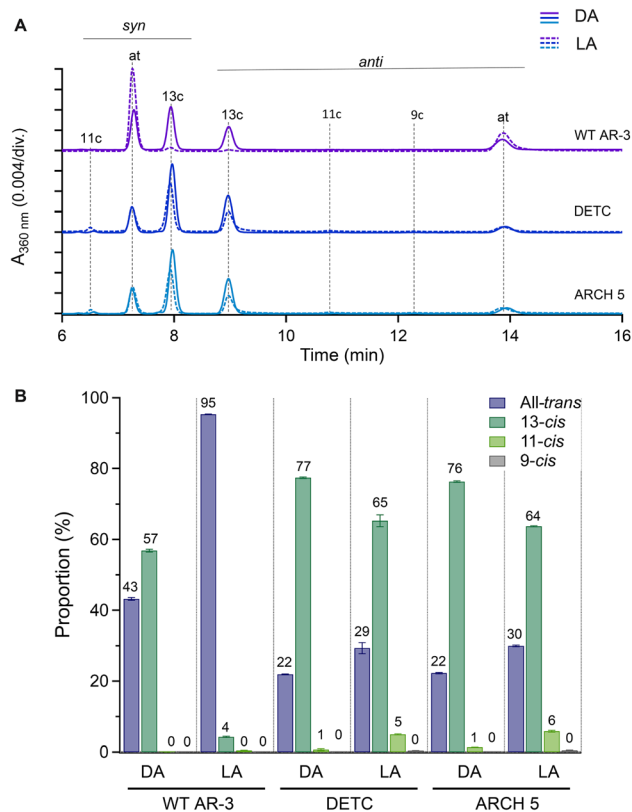 A
syn
anti
DA
LA
at
13c
13c
11c
11c
9c
at
WT AR-3
DETC
ARCH 5
A360 nm (0.004/div.)
6 8 10 12 14 16
Time (min)
B
All-trans
13-cis
11-cis
9-cis
Proportion (%)
100
80
60
40
20
0
43 57 0 0
95 4 0 0
22 77 1 0
29 65 5 0
22 76 1 0
30 64 6 0
DA LA DA LA DA LA
WT AR-3 DETC ARCH 5